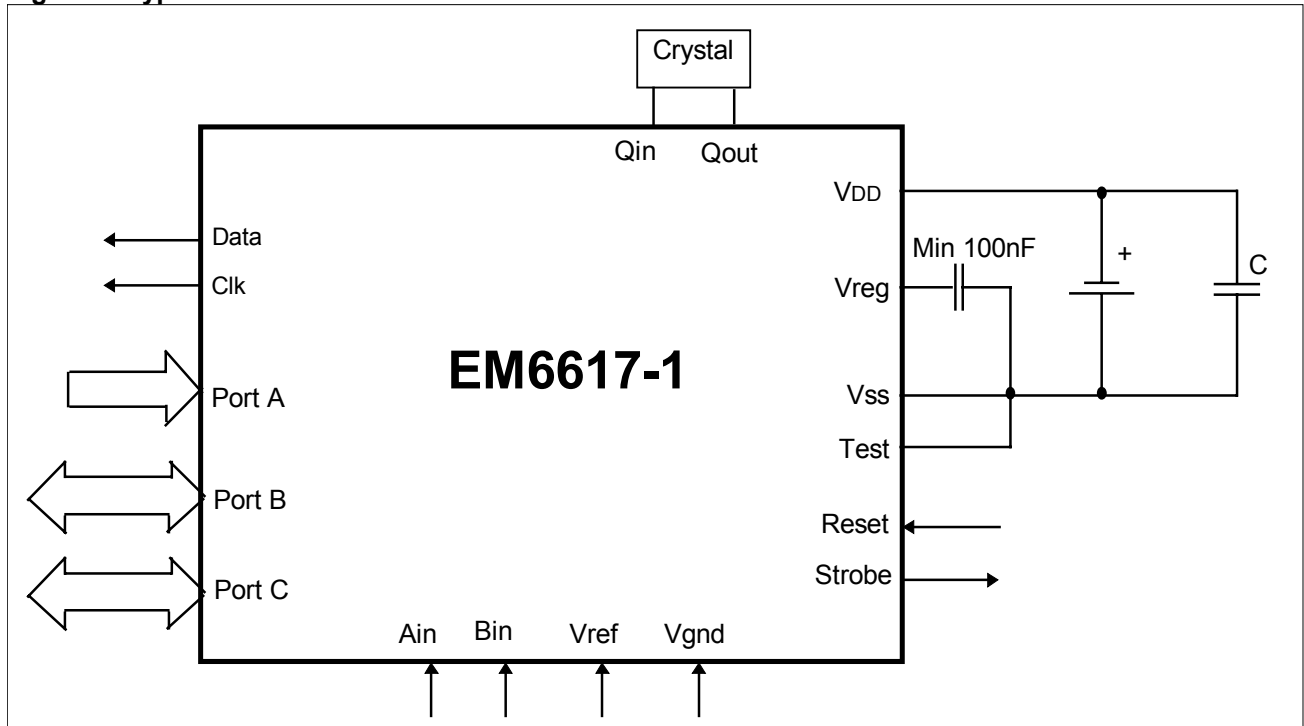 Crystal
Qin Qout
VDD
Data
Min 100nF
+
Clk
Vreg
C
EM6617-1
Port A
Vss
Test
Port B
Reset
Strobe
Port C
Ain Bin Vref Vgnd